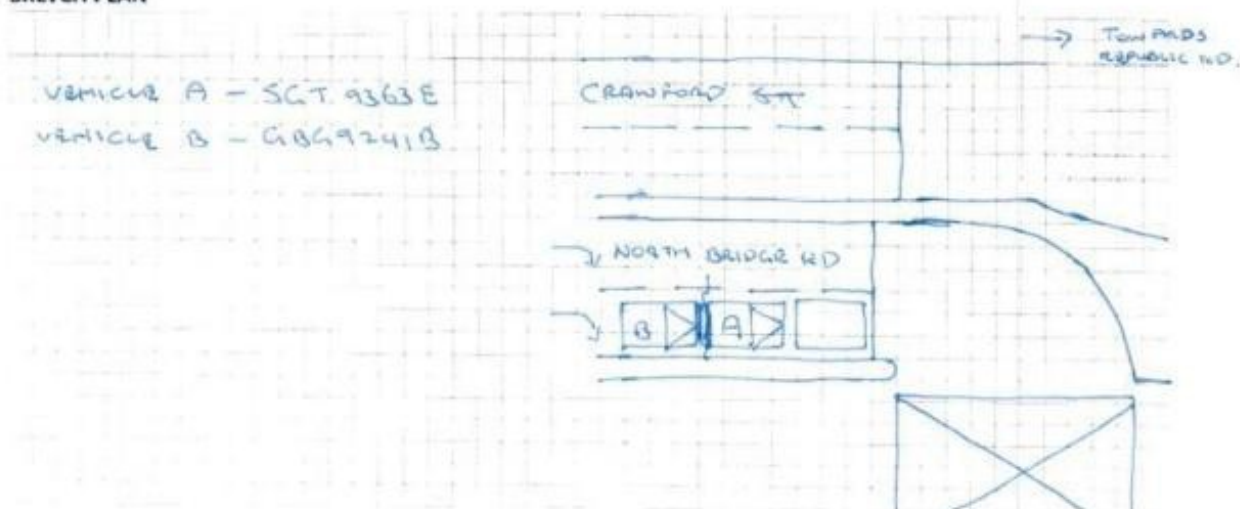 SKETCH PLAN
→ TOWARDS
REPUBLIC RD.
VEHICLE A - SGT 9363E
CRAWFORD ST
VEHICLE B - GBG9241B
NORTH BRIDGE RD
B
A